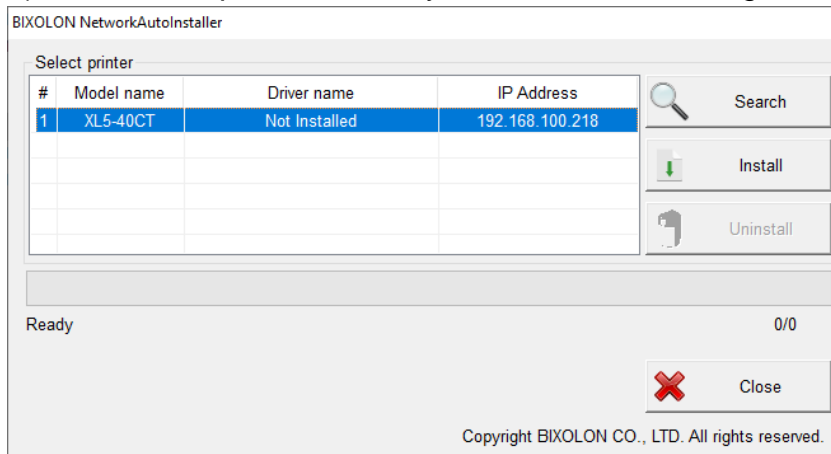 BIXOLON NetworkAutoInstaller
Select printer
# Model name Driver name IP Address
1 XL5-40CT Not Installed 192.168.100.218
Search
Install
Uninstall
Ready 0/0
Close
Copyright BIXOLON CO., LTD. All rights reserved.